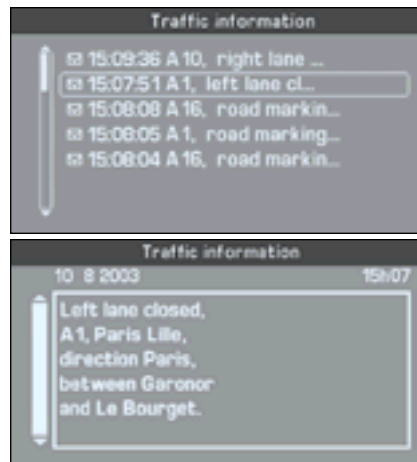 Traffic information
15:09:36 A 10, right lane ...
15:07:51 A 1, left lane cl...
15:08:08 A 16, road markin...
15:08:05 A 1, road marking...
15:08:04 A 16, road markin...
Traffic information
10 8 2003 15h07
Left lane closed,
A 1, Paris Lille,
direction Paris,
between Garonor
and Le Bourget.